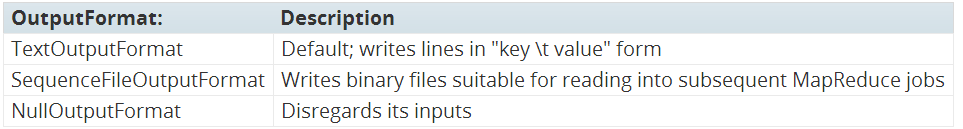 OutputFormat: Description
TextOutputFormat Default; writes lines in "key \t value" form
SequenceFileOutputFormat Writes binary files suitable for reading into subsequent MapReduce jobs
NullOutputFormat Disregards its inputs